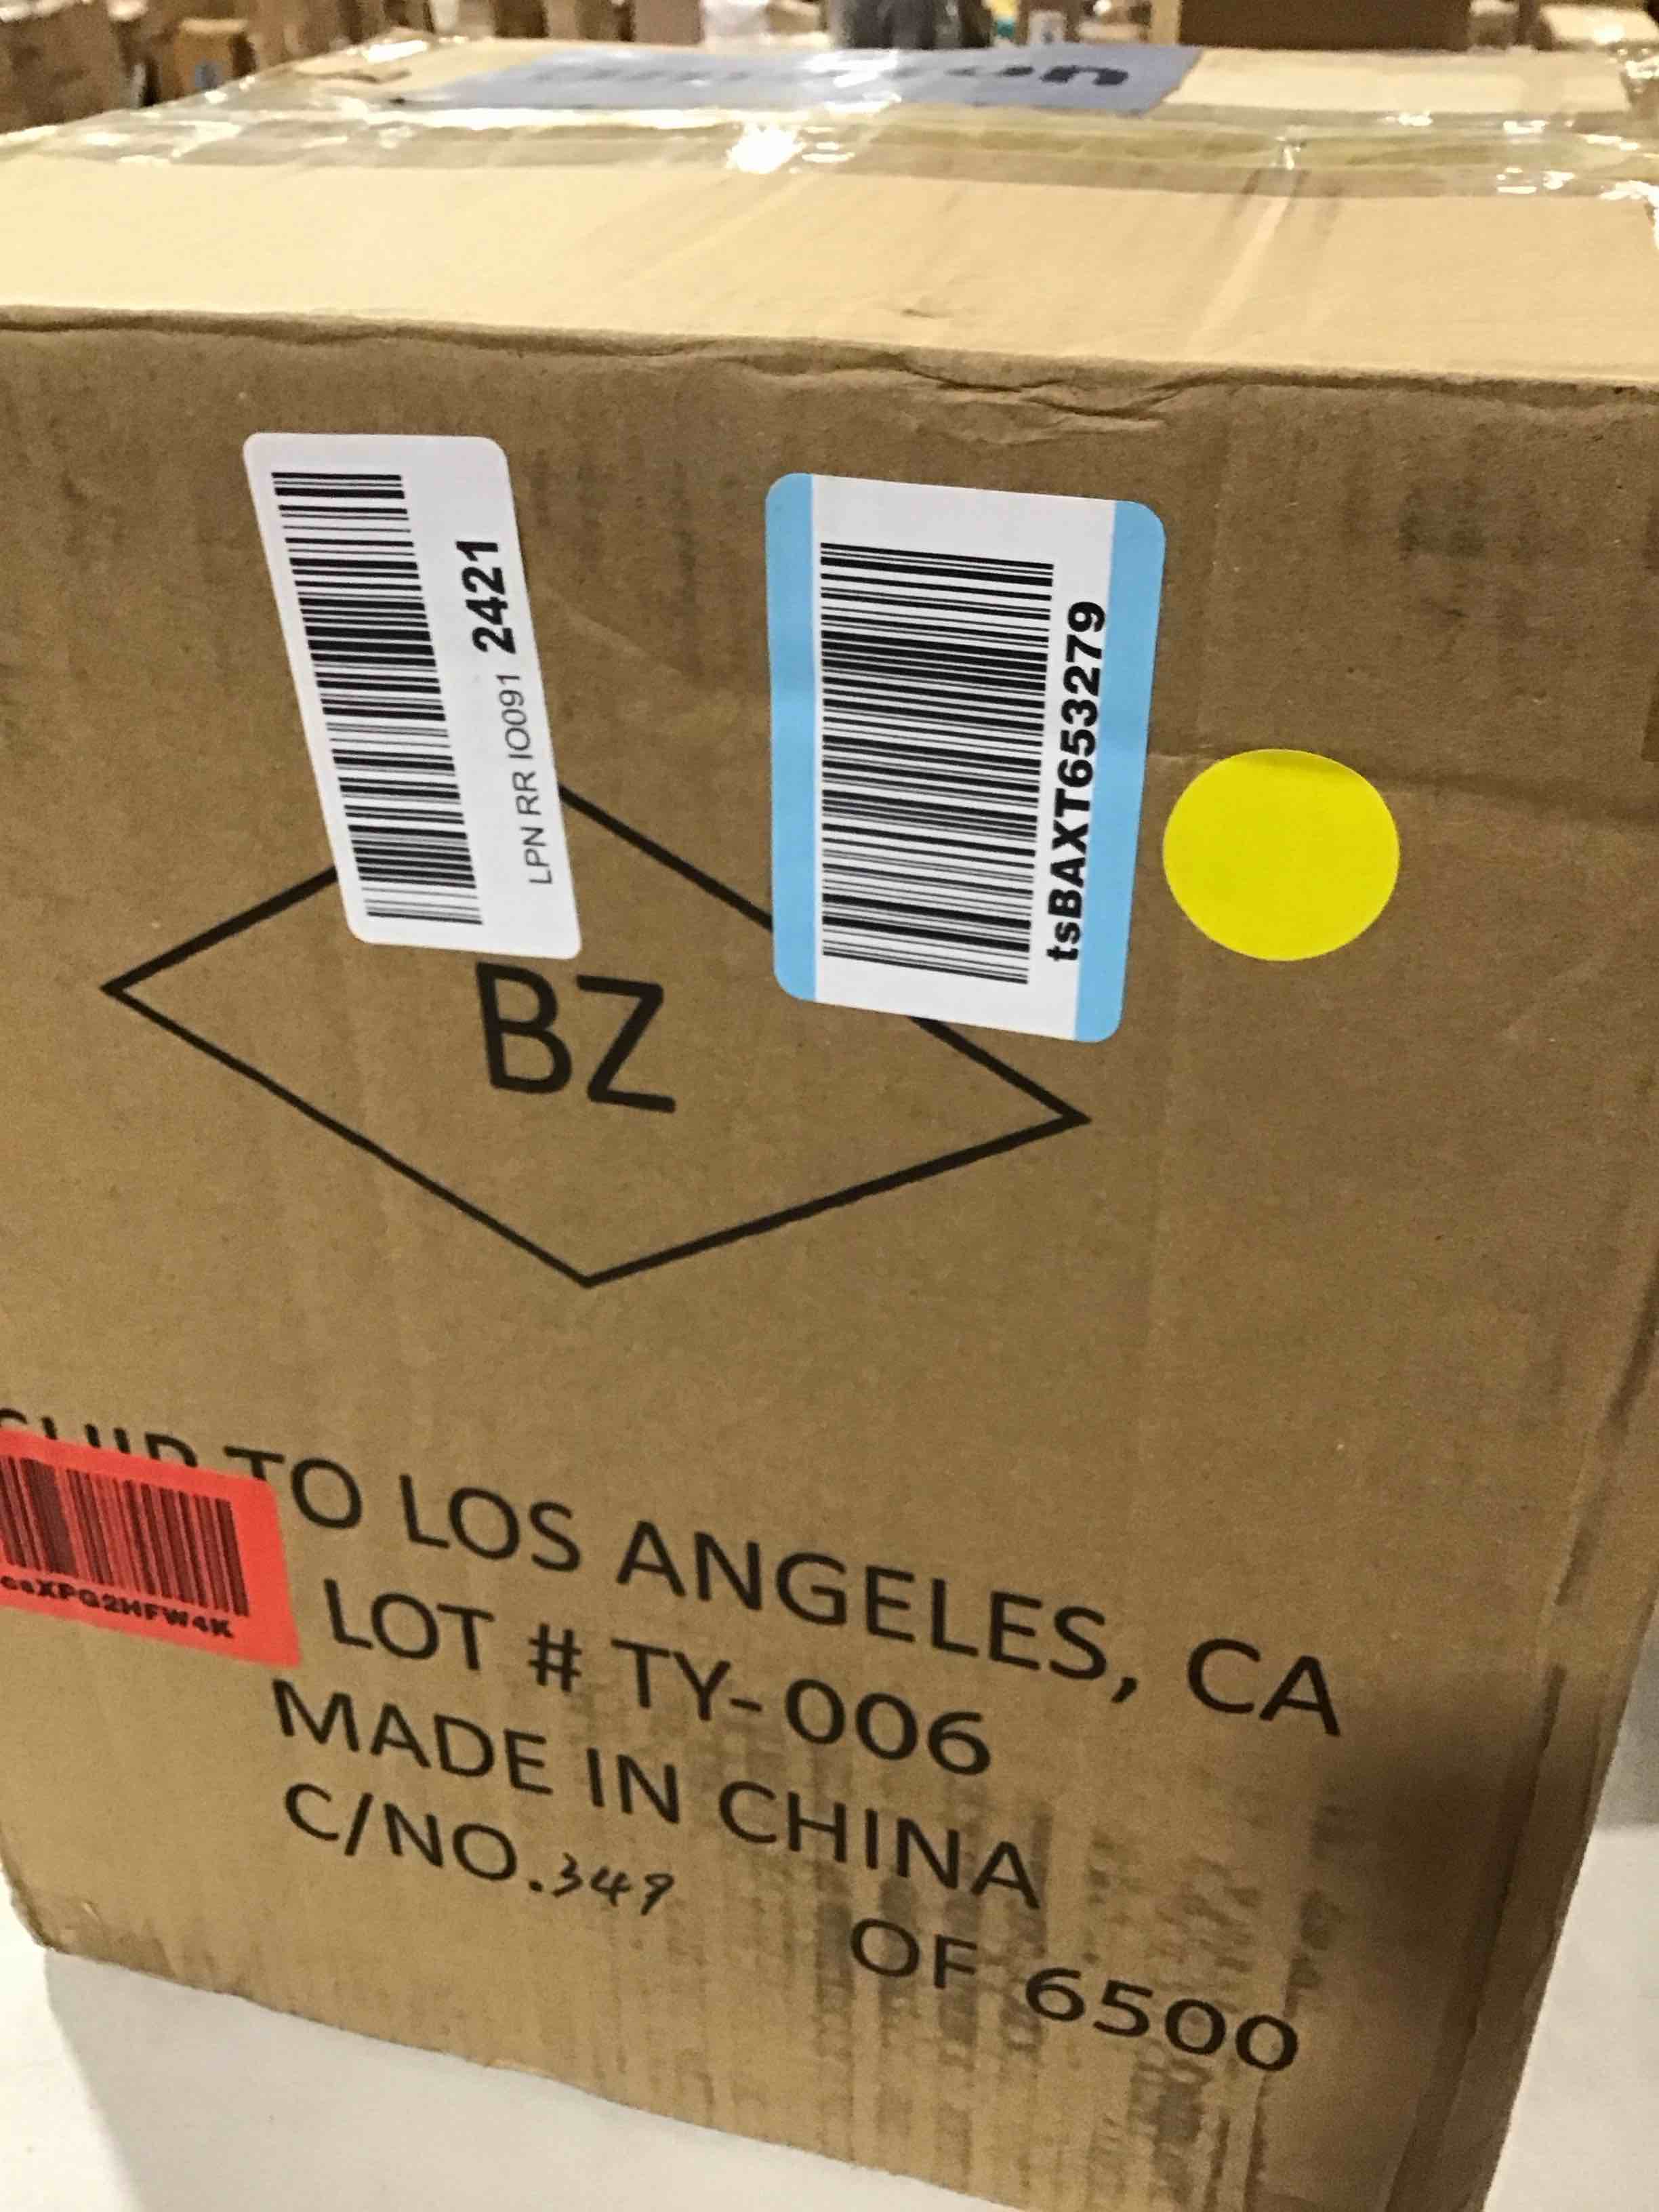 LPN RR IO091 2421
tsBAXT653279
BZ
SHIP TO LOS ANGELES, CA
LOT # TY-006
MADE IN CHINA
C/NO.349
OF 6500